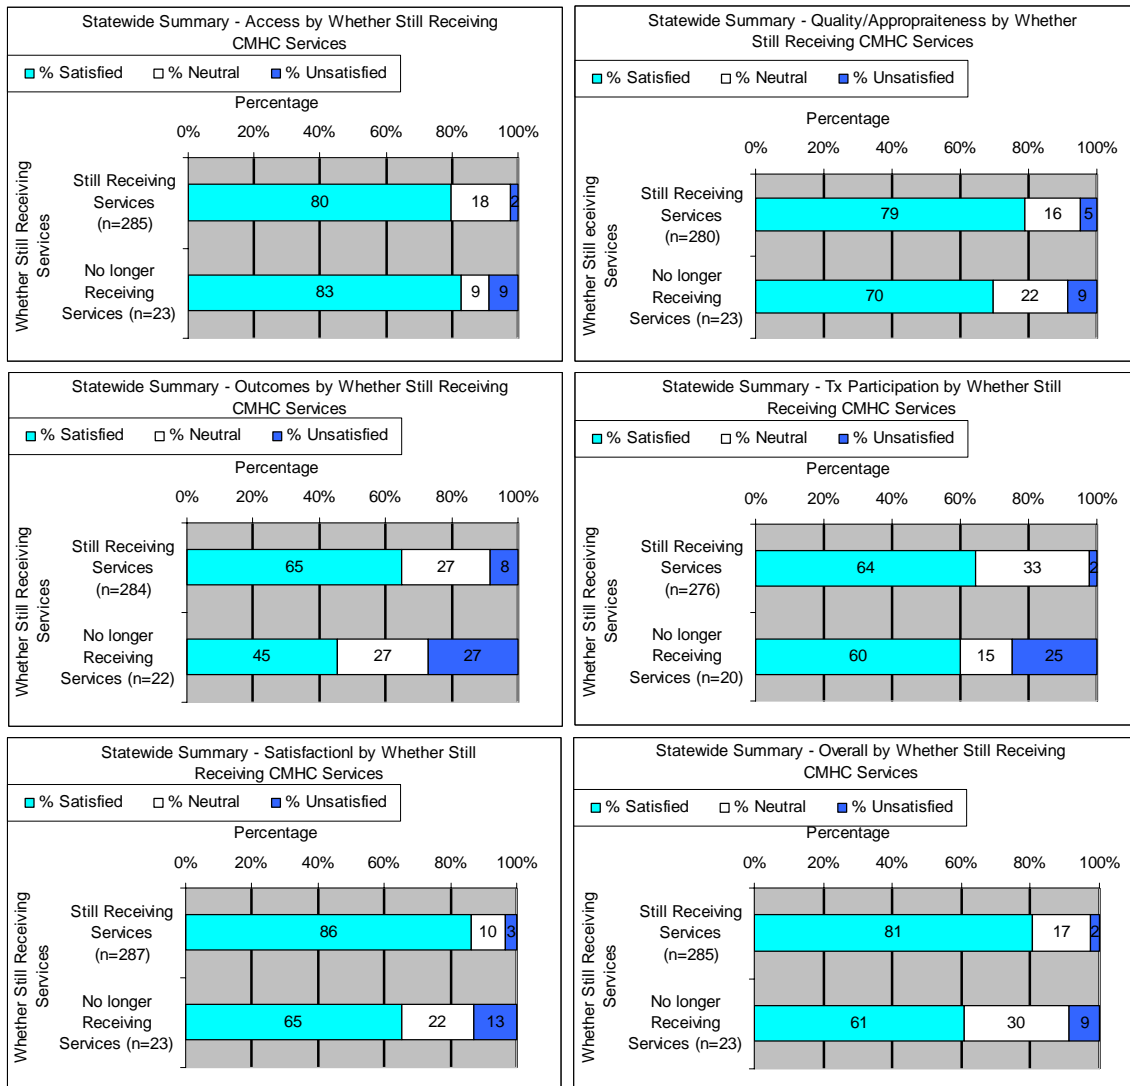 Statewide Summary - Access by Whether Still Receiving
CMHC Services
% Satisfied % Neutral % Unsatisfied
Percentage
0% 20% 40% 60% 80% 100%
Whether Still Receiving
Services
Still Receiving
Services
(n=285)
80 18 2
No longer
Receiving
Services (n=23)
83 9 9
Statewide Summary - Quality/Appropraiteness by Whether
Still Receiving CMHC Services
% Satisfied % Neutral % Unsatisfied
Percentage
0% 20% 40% 60% 80% 100%
Whether Still eceiving
Services
Still Receiving
Services
(n=280)
79 16 5
No longer
Receiving
Services (n=23)
70 22 9
Statewide Summary - Outcomes by Whether Still Receiving
CMHC Services
% Satisfied % Neutral % Unsatisfied
Percentage
0% 20% 40% 60% 80% 100%
Whether Still Receiving
Services
Still Receiving
Services
(n=284)
65 27 8
No longer
Receiving
Services (n=22)
45 27 27
Statewide Summary - Tx Participation by Whether Still
Receiving CMHC Services
% Satisfied % Neutral % Unsatisfied
Percentage
0% 20% 40% 60% 80% 100%
Whether Still Receiving
Services
Still Receiving
Services
(n=276)
64 33 2
No longer
Receiving
Services (n=20)
60 15 25
Statewide Summary - Satisfactionl by Whether Still
Receiving CMHC Services
% Satisfied % Neutral % Unsatisfied
Percentage
0% 20% 40% 60% 80% 100%
Whether Still Receiving
Services
Still Receiving
Services
(n=287)
86 10 3
No longer
Receiving
Services (n=23)
65 22 13
Statewide Summary - Overall by Whether Still Receiving
CMHC Services
% Satisfied % Neutral % Unsatisfied
Percentage
0% 20% 40% 60% 80% 100%
Whether Still Receiving
Services
Still Receiving
Services
(n=285)
81 17 2
No longer
Receiving
Services (n=23)
61 30 9